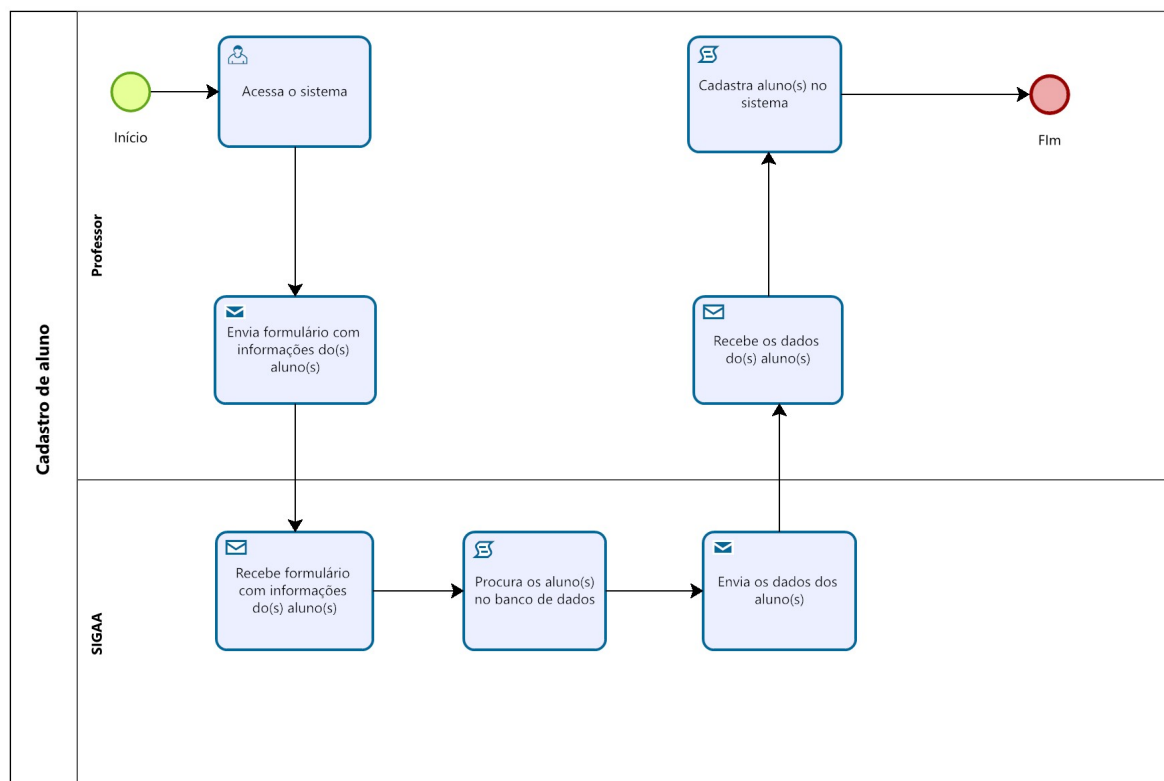 Cadastro de aluno
Professor
SIGAA
Início
Acessa o sistema
Envia formulário com
informações do(s)
aluno(s)
Recebe formulário
com informações
do(s) aluno(s)
Procura os aluno(s)
no banco de dados
Envia os dados dos
aluno(s)
Recebe os dados
do(s) aluno(s)
Cadastra aluno(s) no
sistema
FIm